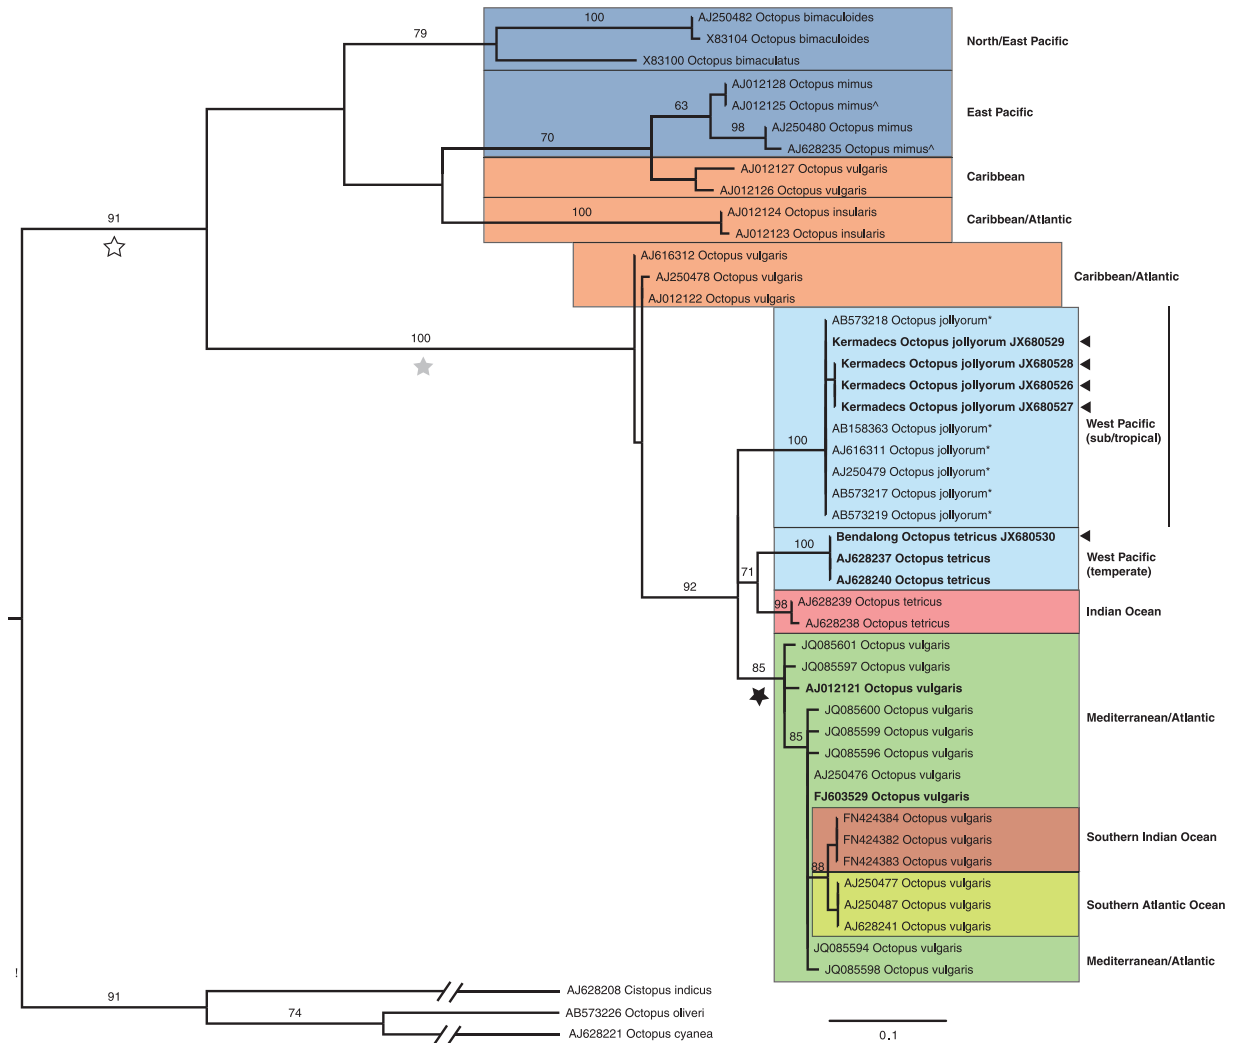 100
AJ250482 Octopus bimaculoides
79
X83104 Octopus bimaculoides
North/East Pacific
X83100 Octopus bimaculatus
AJ012128 Octopus mimus
63
AJ012125 Octopus mimus^
East Pacific
98
AJ250480 Octopus mimus
70
AJ628235 Octopus mimus^
AJ012127 Octopus vulgaris
Caribbean
AJ012126 Octopus vulgaris
100
AJ012124 Octopus insularis
Caribbean/Atlantic
91
AJ012123 Octopus insularis
AJ616312 Octopus vulgaris
AJ250478 Octopus vulgaris
Caribbean/Atlantic
AJ012122 Octopus vulgaris
AB573218 Octopus jollyorum*
100
Kermadecs Octopus jollyorum JX680529
Kermadecs Octopus jollyorum JX680528
Kermadecs Octopus jollyorum JX680526
Kermadecs Octopus jollyorum JX680527
West Pacific
(sub/tropical)
AB158363 Octopus jollyorum*
100
AJ616311 Octopus jollyorum*
AJ250479 Octopus jollyorum*
AB573217 Octopus jollyorum*
AB573219 Octopus jollyorum*
Bendalong Octopus tetricus JX680530
100
AJ628237 Octopus tetricus
West Pacific
(temperate)
71
AJ628240 Octopus tetricus
92
98
AJ628239 Octopus tetricus
Indian Ocean
AJ628238 Octopus tetricus
JQ085601 Octopus vulgaris
85
JQ085597 Octopus vulgaris
AJ012121 Octopus vulgaris
JQ085600 Octopus vulgaris
Mediterranean/Atlantic
JQ085599 Octopus vulgaris
85
JQ085596 Octopus vulgaris
AJ250476 Octopus vulgaris
FJ603529 Octopus vulgaris
FN424384 Octopus vulgaris
FN424382 Octopus vulgaris
Southern Indian Ocean
FN424383 Octopus vulgaris
88
AJ250477 Octopus vulgaris
AJ250487 Octopus vulgaris
Southern Atlantic Ocean
AJ628241 Octopus vulgaris
JQ085594 Octopus vulgaris
Mediterranean/Atlantic
JQ085598 Octopus vulgaris
!
91
AJ628208 Cistopus indicus
74
AB573226 Octopus oliveri
AJ628221 Octopus cyanea
0.1